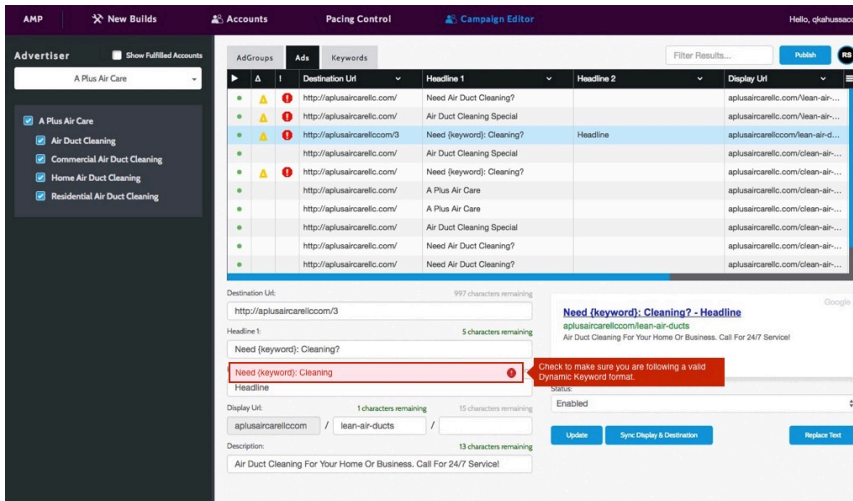 AMP New Builds Accounts Pacing Control Campaign Editor Hello, qkahussacc
Advertiser Show Fulfilled Accounts
A Plus Air Care
A Plus Air Care
Air Duct Cleaning
Commercial Air Duct Cleaning
Home Air Duct Cleaning
Residential Air Duct Cleaning
AdGroups Ads Keywords Filter Results... Publish RS
Δ ! Destination Url Headline 1 Headline 2 Display Url
http://aplusaircarellc.com/ Need Air Duct Cleaning? aplusaircarellc.com/\lean-air-...
http://aplusaircarellc.com/ Air Duct Cleaning Special aplusaircarellc.com/\lean-air-...
http://aplusaircarellccom/3 Need {keyword}: Cleaning? Headline aplusaircarellccom/lean-air-d...
http://aplusaircarellc.com/ Air Duct Cleaning Special aplusaircarellc.com/clean-air-...
http://aplusaircarellc.com/ Need {keyword}: Cleaning? aplusaircarellc.com/clean-air-...
http://aplusaircarellc.com/ A Plus Air Care aplusaircarellc.com/clean-air-...
http://aplusaircarellc.com/ A Plus Air Care aplusaircarellc.com/clean-air-...
http://aplusaircarellc.com/ Air Duct Cleaning Special aplusaircarellc.com/clean-air-...
http://aplusaircarellc.com/ Need Air Duct Cleaning? aplusaircarellc.com/clean-air-...
http://aplusaircarellc.com/ Need Air Duct Cleaning? aplusaircarellc.com/clean-air-...
Destination Url: 997 characters remaining
http://aplusaircarellccom/3
Headline 1: 5 characters remaining
Need {keyword}: Cleaning?
Need {keyword}: Cleaning
Headline
Display Url: 1 characters remaining 15 characters remaining
aplusaircarellccom / lean-air-ducts /
Description: 13 characters remaining
Air Duct Cleaning For Your Home Or Business. Call For 24/7 Service!
Google
Need {keyword}: Cleaning? - Headline
aplusaircarellccom/lean-air-ducts
Air Duct Cleaning For Your Home Or Business. Call For 24/7 Service!
Check to make sure you are following a valid
Dynamic Keyword format.
Status:
Enabled
Update Sync Display & Destination Replace Text